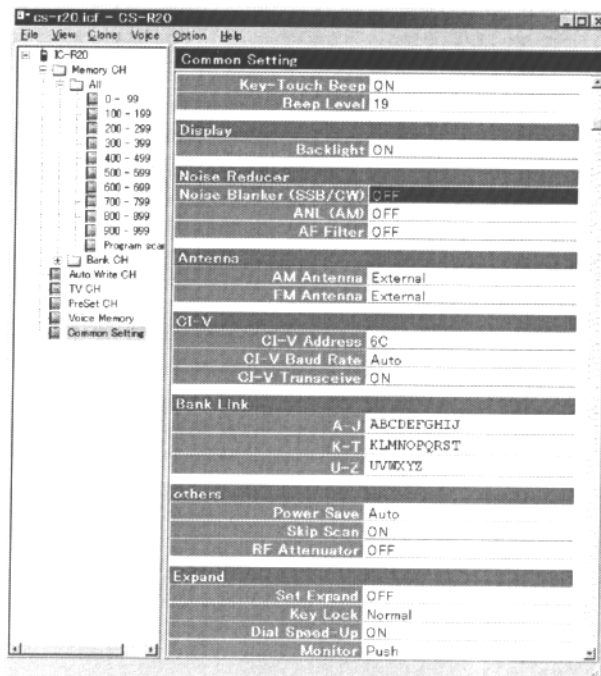 cs-r20 icf - CS-R20
File View Clone Voice Option Help
IC-R20
Memory CH
All
0 - 99
100 - 199
200 - 299
300 - 399
400 - 499
500 - 599
600 - 699
700 - 799
800 - 899
900 - 999
Program scan
Bank CH
Auto Write CH
TV CH
PreSet CH
Voice Memory
Common Setting
Common Setting
Key-Touch Beep ON
Beep Level 19
Display
Backlight ON
Noise Reducer
Noise Blanker (SSB/CW) OFF
ANL (AM) OFF
AF Filter OFF
Antenna
AM Antenna External
FM Antenna External
CI-V
CI-V Address 6C
CI-V Baud Rate Auto
CI-V Transceive ON
Bank Link
A-J ABCDEFGHIJ
K-T KLMNOPQRST
U-Z UVWXYZ
others
Power Save Auto
Skip Scan ON
RF Attenuator OFF
Expand
Set Expand OFF
Key Lock Normal
Dial Speed-Up ON
Monitor Push